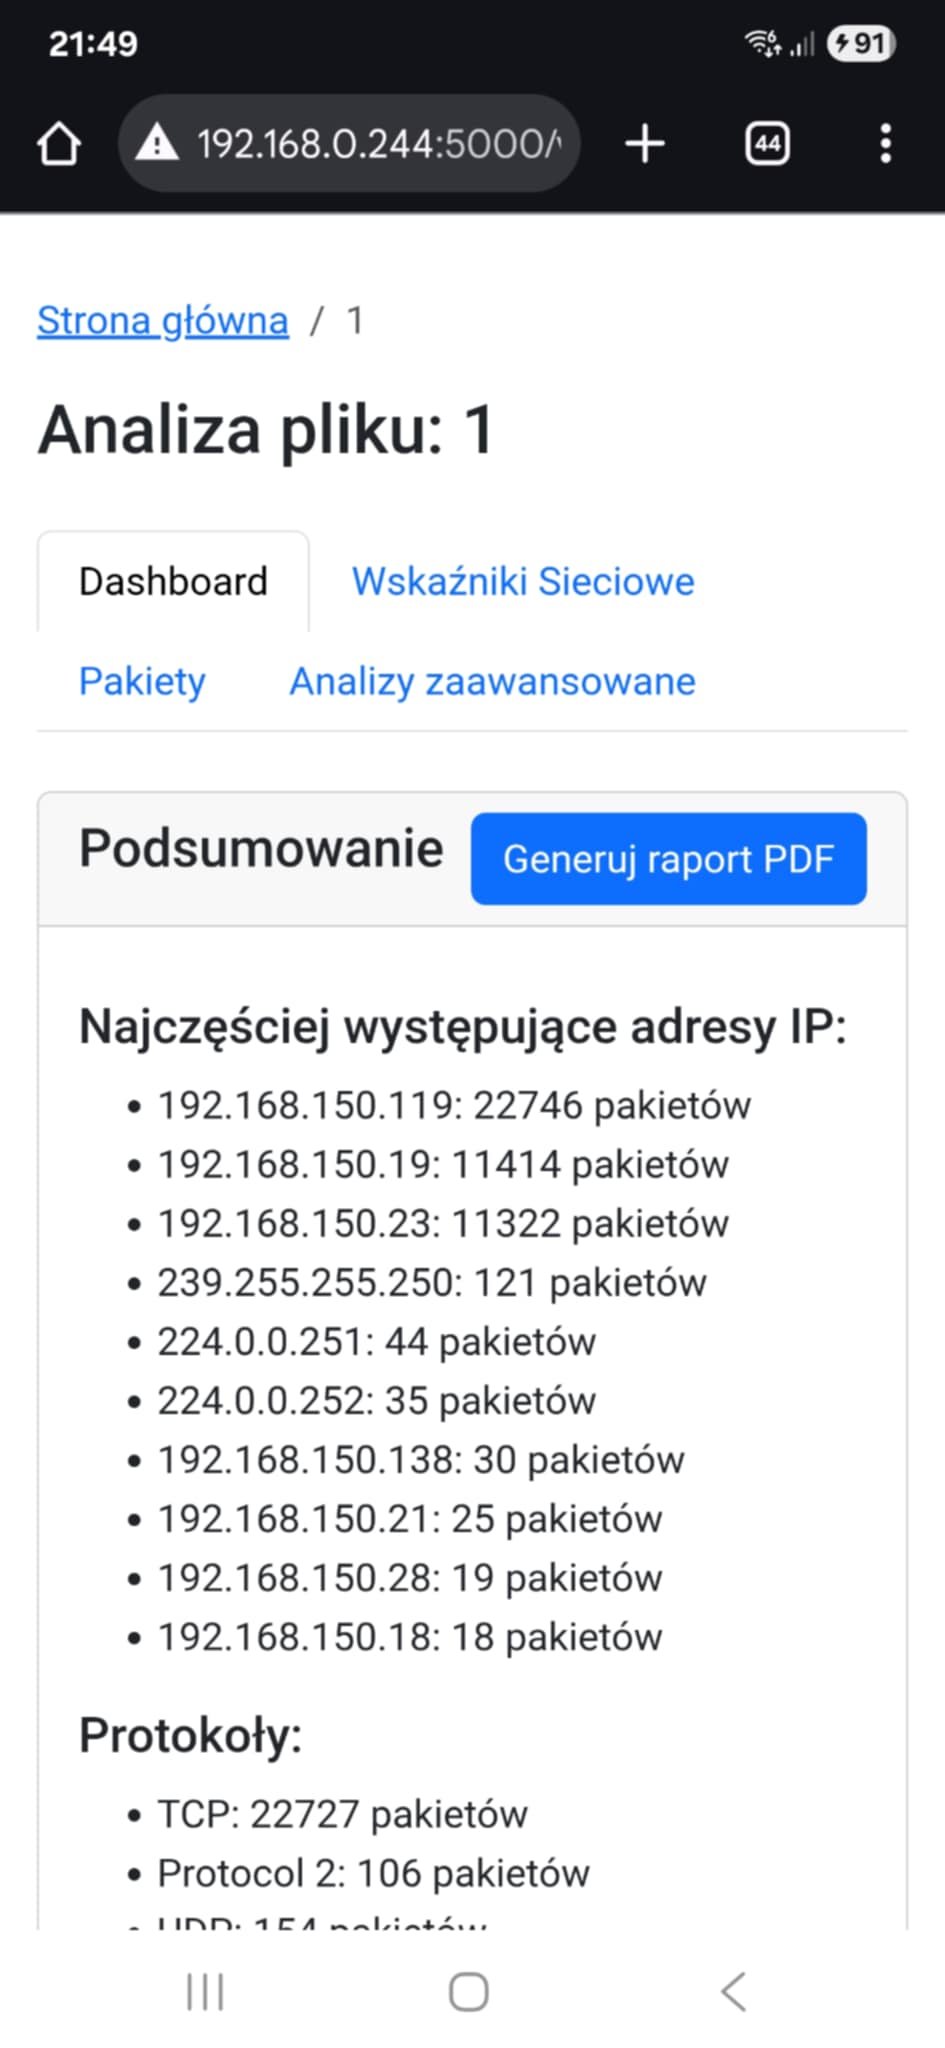 21:49
6
91
192.168.0.244:5000/
44
Strona główna / 1
Analiza pliku: 1
Dashboard
Wskaźniki Sieciowe
Pakiety
Analizy zaawansowane
Podsumowanie
Generuj raport PDF
Najczęściej występujące adresy IP:
• 192.168.150.119: 22746 pakietów
• 192.168.150.19: 11414 pakietów
• 192.168.150.23: 11322 pakietów
• 239.255.255.250: 121 pakietów
• 224.0.0.251: 44 pakietów
• 224.0.0.252: 35 pakietów
• 192.168.150.138: 30 pakietów
• 192.168.150.21: 25 pakietów
• 192.168.150.28: 19 pakietów
• 192.168.150.18: 18 pakietów
Protokoły:
• TCP: 22727 pakietów
• Protocol 2: 106 pakietów
• UDP: 154 pakietów